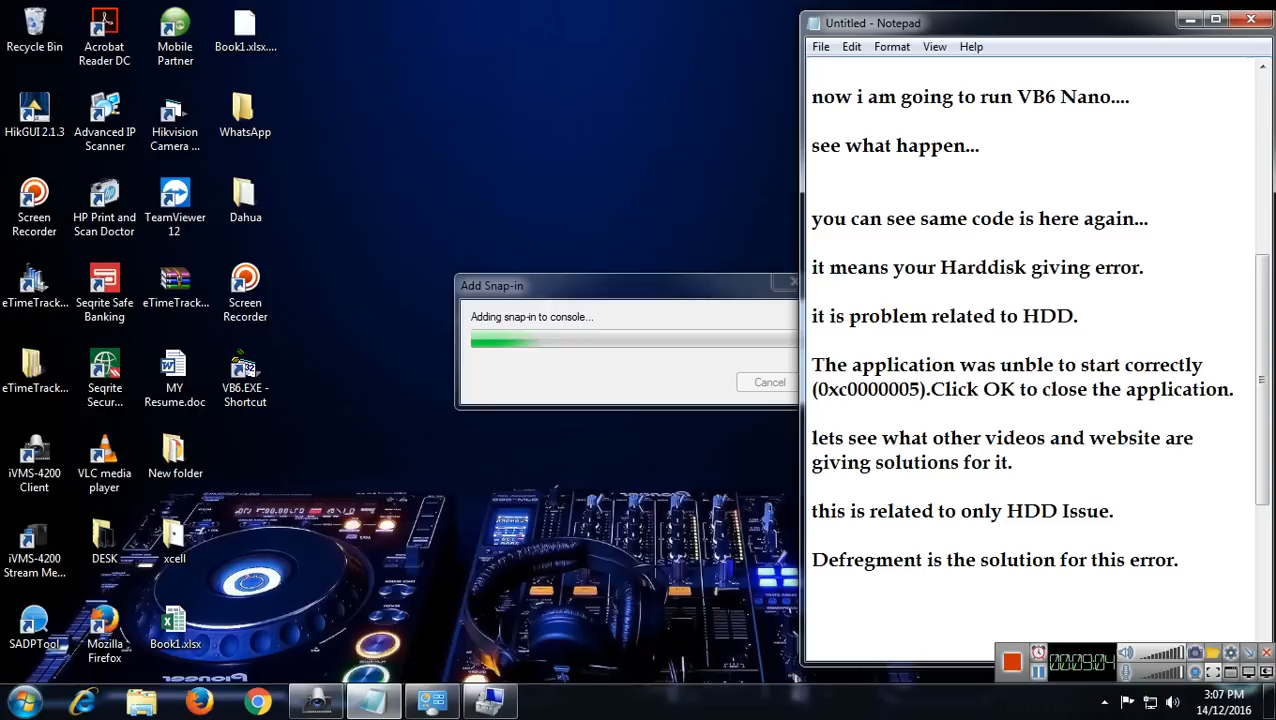 Recycle Bin
Acrobat Reader DC
Mobile Partner
Book1.xlsx....
HikGUI 2.1.3
Advanced IP Scanner
Hikvision Camera ...
WhatsApp
Screen Recorder
HP Print and Scan Doctor
TeamViewer 12
Dahua
eTimeTrack...
Seqrite Safe Banking
eTimeTrack...
Screen Recorder
eTimeTrack...
Seqrite Secur...
MY Resume.doc
VB6.EXE - Shortcut
iVMS-4200 Client
VLC media player
New folder
iVMS-4200 Stream Me...
DESK
xcell
SADPTool
Mozilla Firefox
Book1.xlsx
Add Snap-in
Adding snap-in to console...
Cancel
Untitled - Notepad
File Edit Format View Help
now i am going to run VB6 Nano....
see what happen...
you can see same code is here again...
it means your Harddisk giving error.
it is problem related to HDD.
The application was unble to start correctly
(0xc0000005).Click OK to close the application.
lets see what other videos and website are
giving solutions for it.
this is related to only HDD Issue.
Defregment is the solution for this error.
00:09:04
3:07 PM
14/12/2016
Pioneer